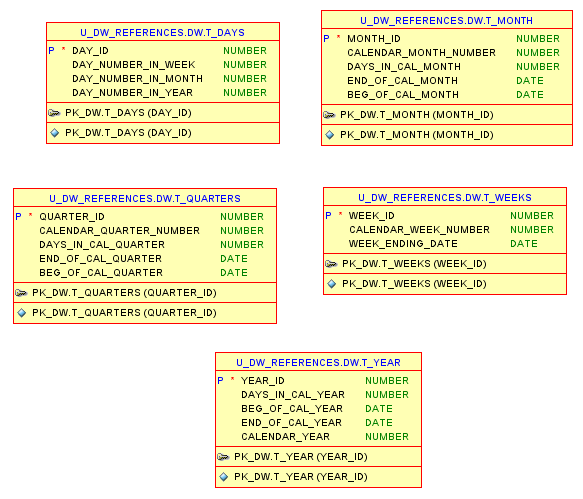 U_DW_REFERENCES.DW.T_DAYS
P * DAY_ID NUMBER
DAY_NUMBER_IN_WEEK NUMBER
DAY_NUMBER_IN_MONTH NUMBER
DAY_NUMBER_IN_YEAR NUMBER
PK_DW.T_DAYS (DAY_ID)
PK_DW.T_DAYS (DAY_ID)
U_DW_REFERENCES.DW.T_MONTH
P * MONTH_ID NUMBER
CALENDAR_MONTH_NUMBER NUMBER
DAYS_IN_CAL_MONTH NUMBER
END_OF_CAL_MONTH DATE
BEG_OF_CAL_MONTH DATE
PK_DW.T_MONTH (MONTH_ID)
PK_DW.T_MONTH (MONTH_ID)
U_DW_REFERENCES.DW.T_QUARTERS
P * QUARTER_ID NUMBER
CALENDAR_QUARTER_NUMBER NUMBER
DAYS_IN_CAL_QUARTER NUMBER
END_OF_CAL_QUARTER DATE
BEG_OF_CAL_QUARTER DATE
PK_DW.T_QUARTERS (QUARTER_ID)
PK_DW.T_QUARTERS (QUARTER_ID)
U_DW_REFERENCES.DW.T_WEEKS
P * WEEK_ID NUMBER
CALENDAR_WEEK_NUMBER NUMBER
WEEK_ENDING_DATE DATE
PK_DW.T_WEEKS (WEEK_ID)
PK_DW.T_WEEKS (WEEK_ID)
U_DW_REFERENCES.DW.T_YEAR
P * YEAR_ID NUMBER
DAYS_IN_CAL_YEAR NUMBER
BEG_OF_CAL_YEAR DATE
END_OF_CAL_YEAR DATE
CALENDAR_YEAR NUMBER
PK_DW.T_YEAR (YEAR_ID)
PK_DW.T_YEAR (YEAR_ID)